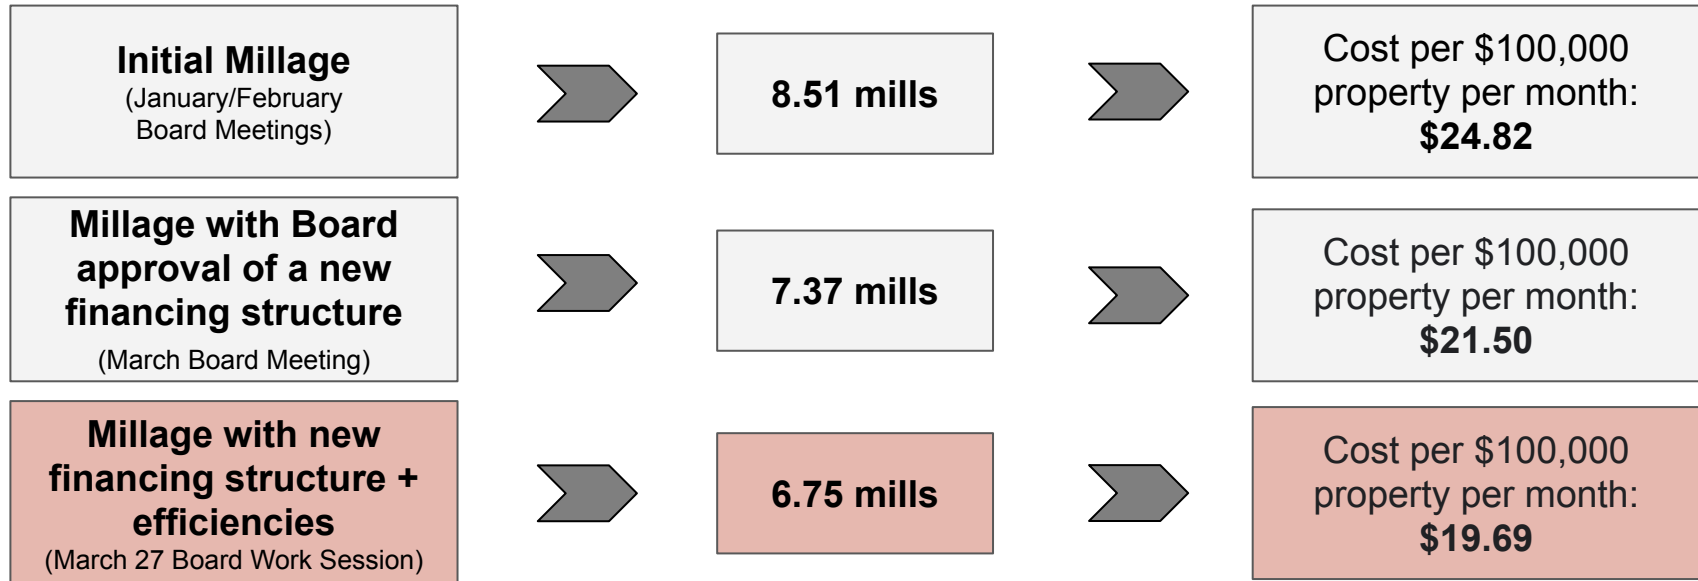 Initial Millage
(January/February
Board Meetings)
8.51 mills
Cost per $100,000
property per month:
$24.82
Millage with Board
approval of a new
financing structure
(March Board Meeting)
7.37 mills
Cost per $100,000
property per month:
$21.50
Millage with new
financing structure +
efficiencies
(March 27 Board Work Session)
6.75 mills
Cost per $100,000
property per month:
$19.69